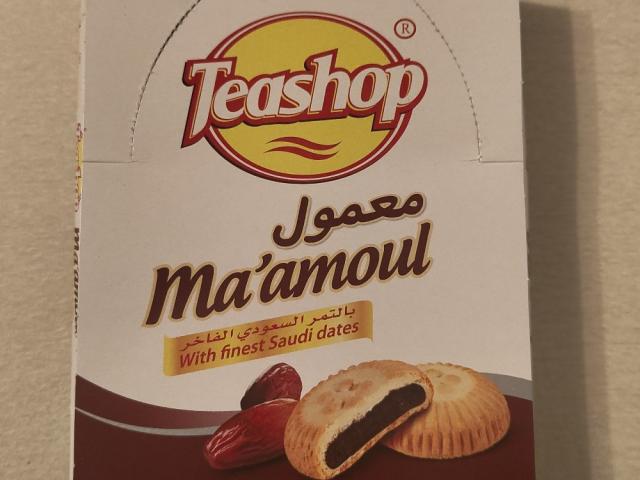 Teashop
®
معمول
Ma'amoul
بالتمر السعودي الفاخر
With finest Saudi dates